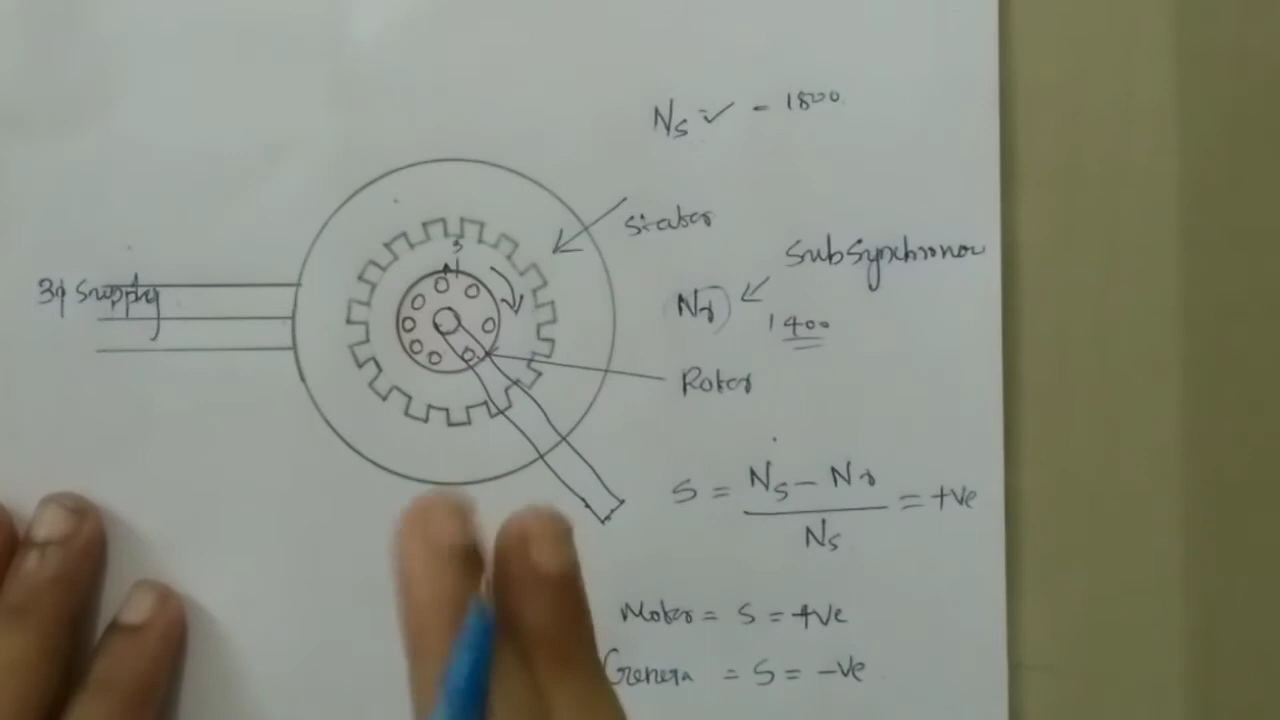 Ns = ✓ - 1800
Stator
Subsynchronou
3φ Supply
Nr
1400
Rotor
S = Ns - Nr / Ns = +ve
Motor = S = +ve
Genera = S = -ve